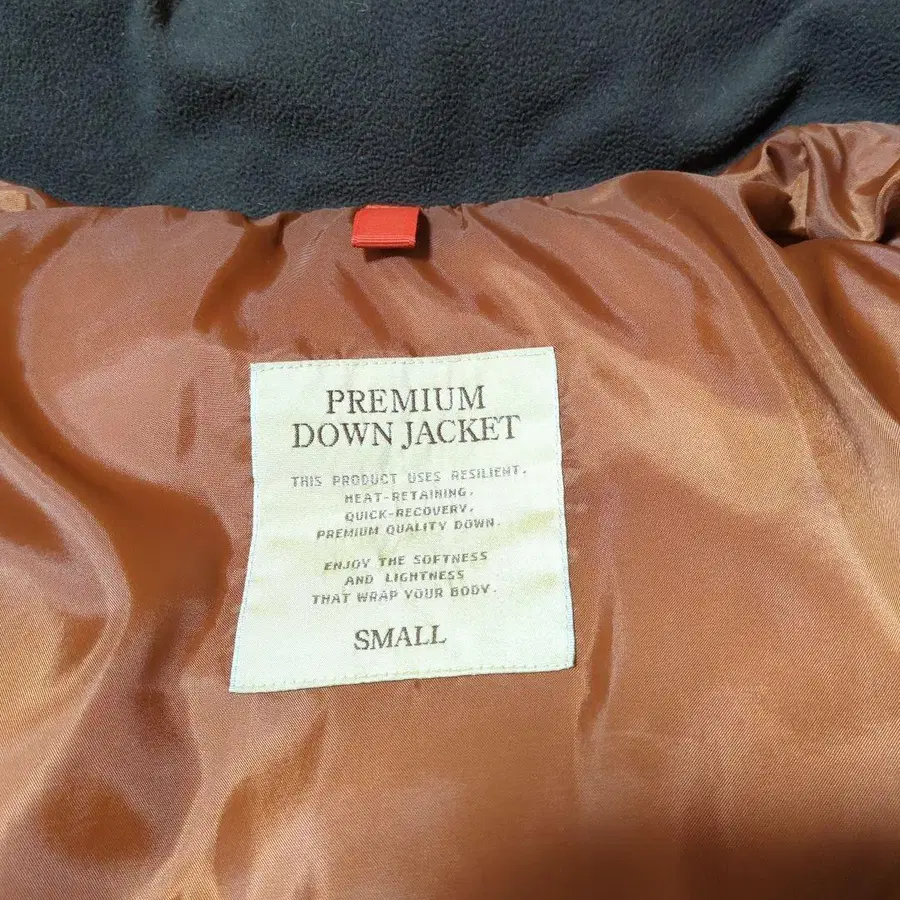 PREMIUM
DOWN JACKET
THIS PRODUCT USES RESILIENT,
HEAT-RETAINING,
QUICK-RECOVERY,
PREMIUM QUALITY DOWN.
ENJOY THE SOFTNESS
AND LIGHTNESS
THAT WRAP YOUR BODY.
SMALL